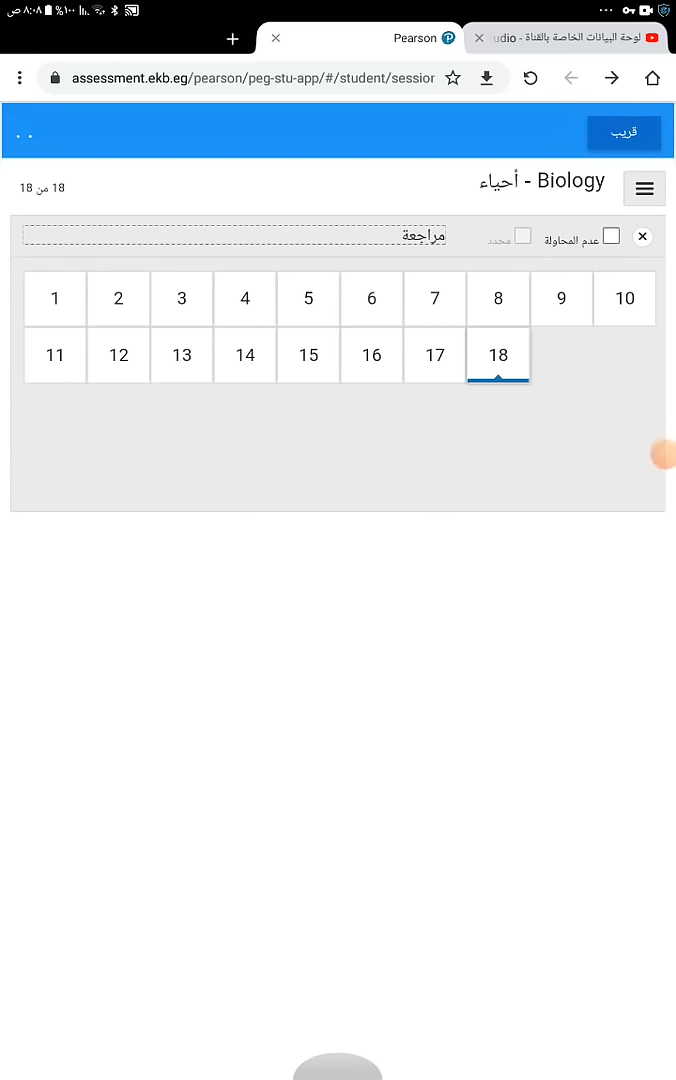 ٨:٠٨ ص %١٠٠
Pearson
لوحة البيانات الخاصة بالقناة - udio
assessment.ekb.eg/pearson/peg-stu-app/#/student/session
. .
قريب
18 من 18
أحياء - Biology
مراجعة
محدد
عدم المحاولة
1 2 3 4 5 6 7 8 9 10
11 12 13 14 15 16 17 18